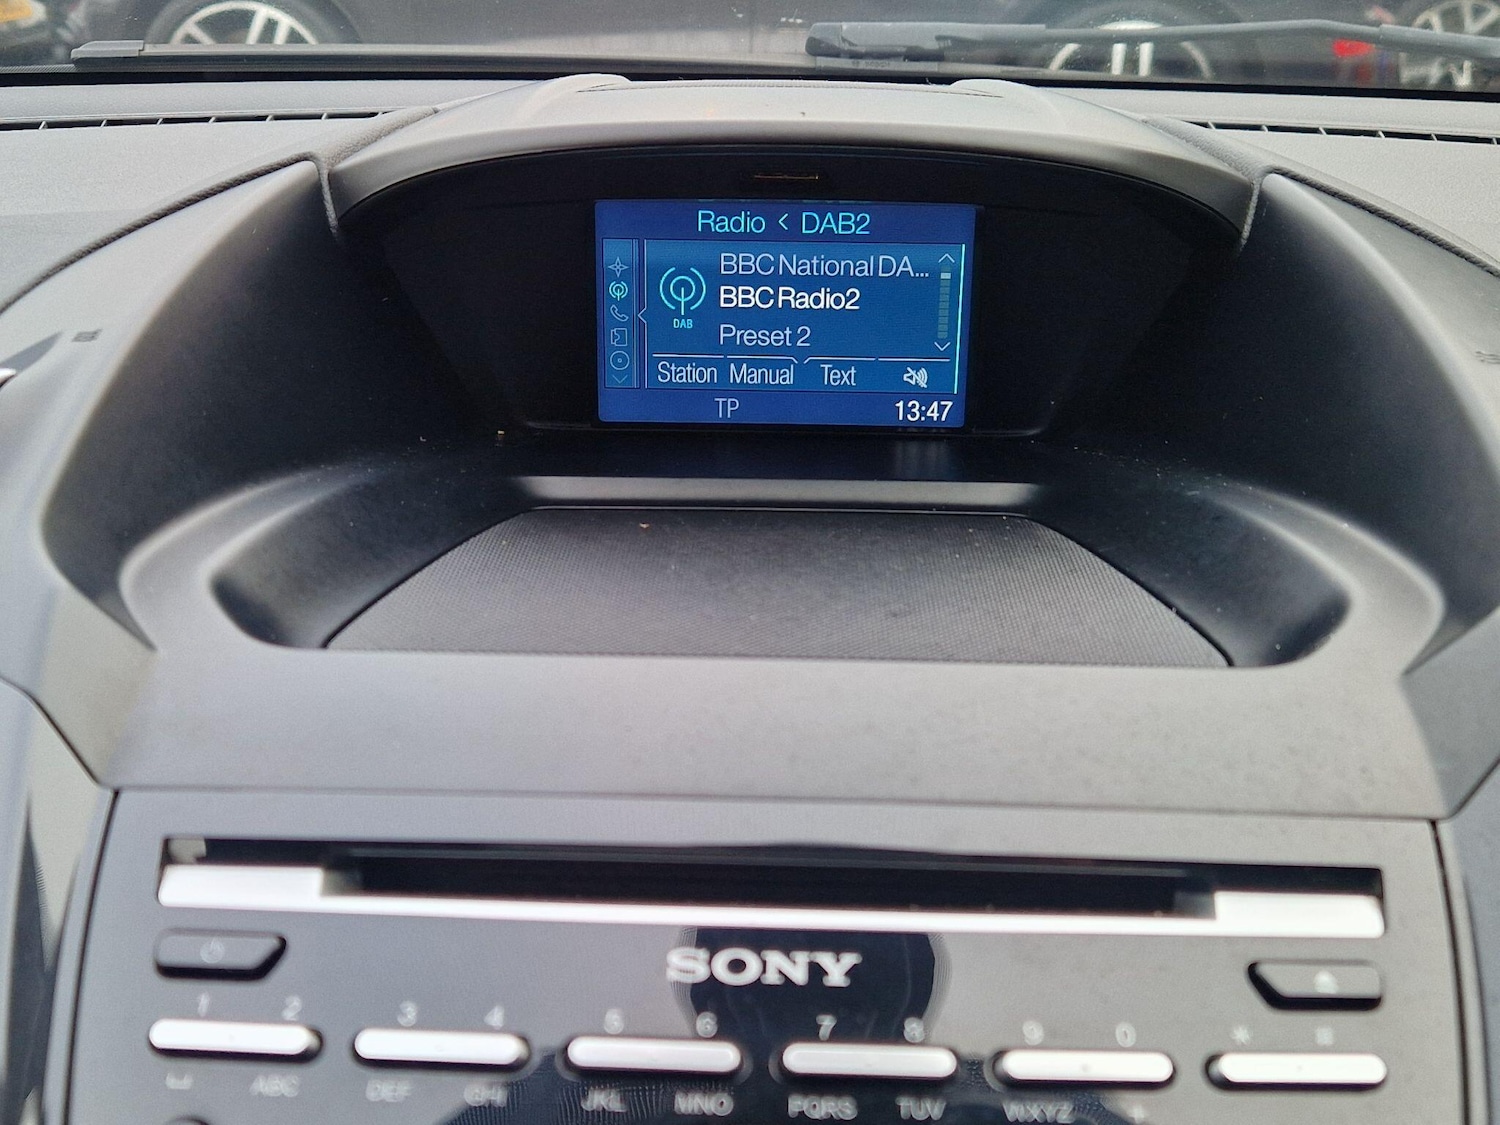 Radio < DAB2
BBC National DA...
BBC Radio2
DAB
Preset 2
Station Manual Text
TP 13:47
SONY
1 2 3 4 5 6 7 8 9 0 *
ABC DEF GHI JKL MNO PQRS TUV WXYZ +